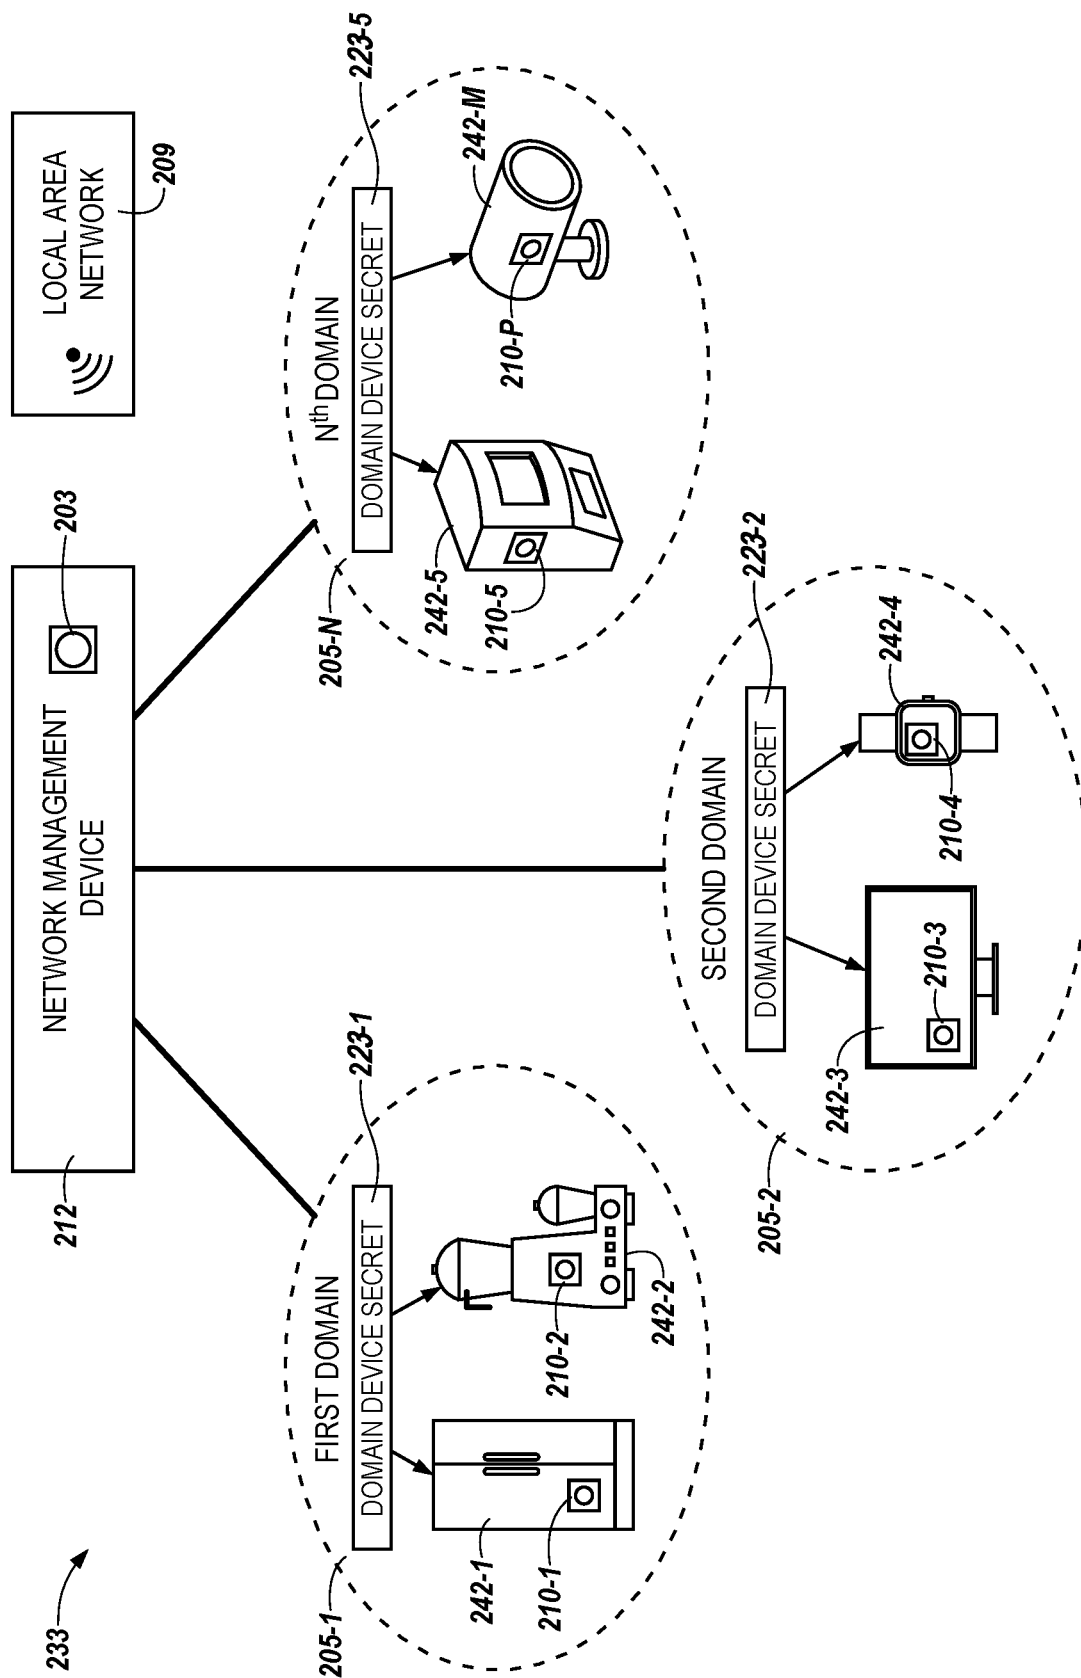 233
212
NETWORK MANAGEMENT
DEVICE
203
LOCAL AREA
NETWORK
209
205-1
FIRST DOMAIN
DOMAIN DEVICE SECRET
223-1
242-1
210-1
210-2
242-2
205-2
SECOND DOMAIN
DOMAIN DEVICE SECRET
223-2
242-3
210-3
210-4
242-4
205-N
Nth DOMAIN
DOMAIN DEVICE SECRET
223-5
242-5
210-5
210-P
242-M